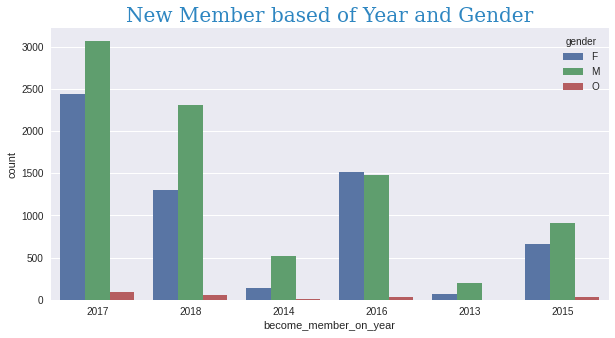 New Member based of Year and Gender
gender
F
M
O
3000
2500
2000
1500
1000
500
0
count
2017 2018 2014 2016 2013 2015
become_member_on_year